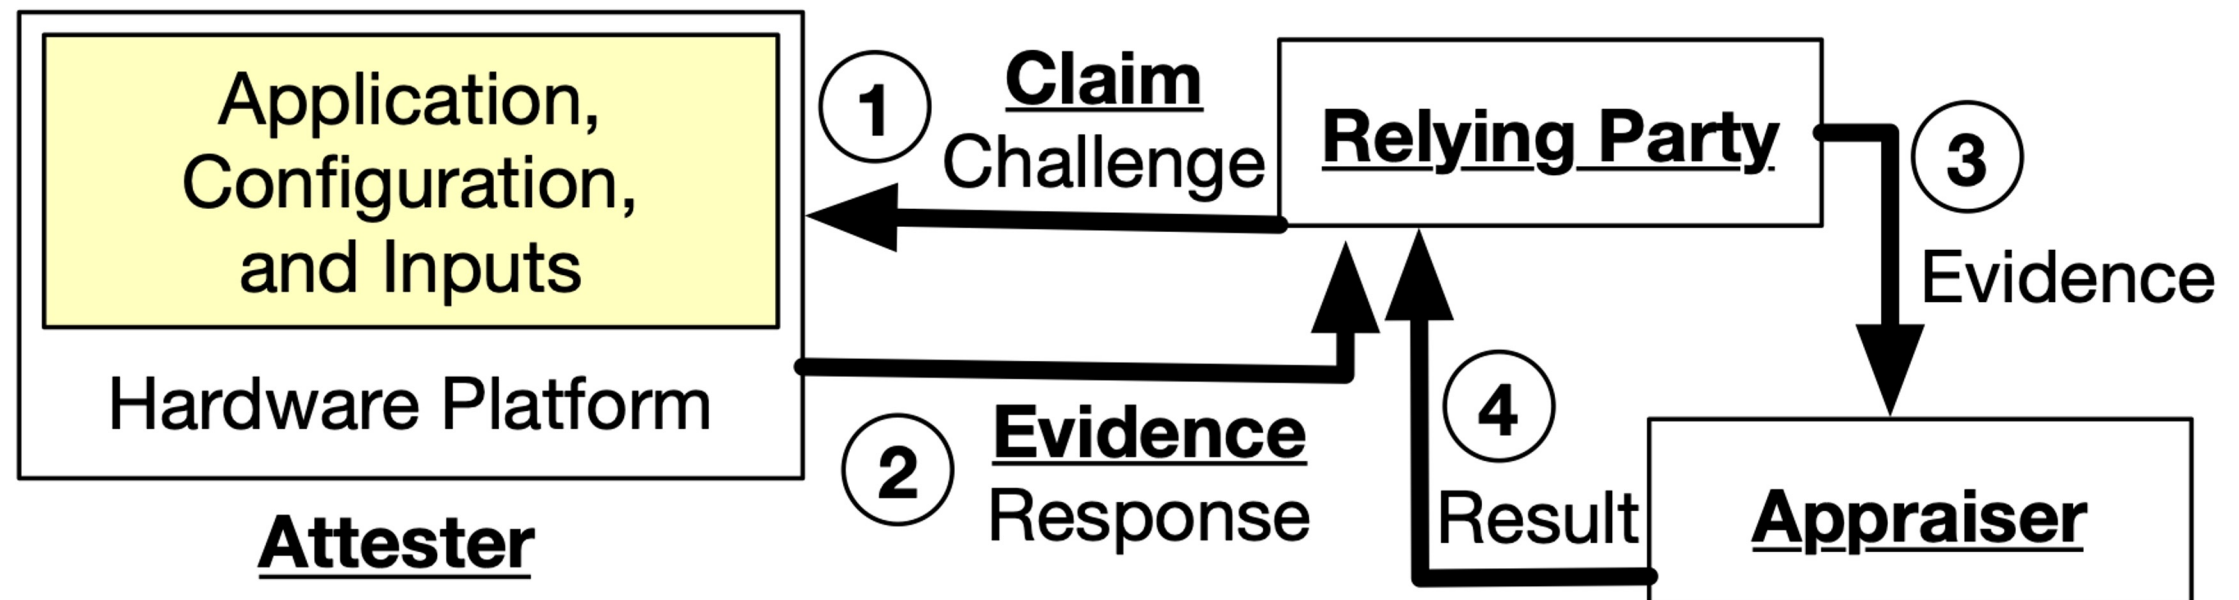 Application,
Configuration,
and Inputs
Hardware Platform
Attester
1
Claim
Challenge
Relying Party
3
Evidence
2
Evidence
Response
4
Result
Appraiser